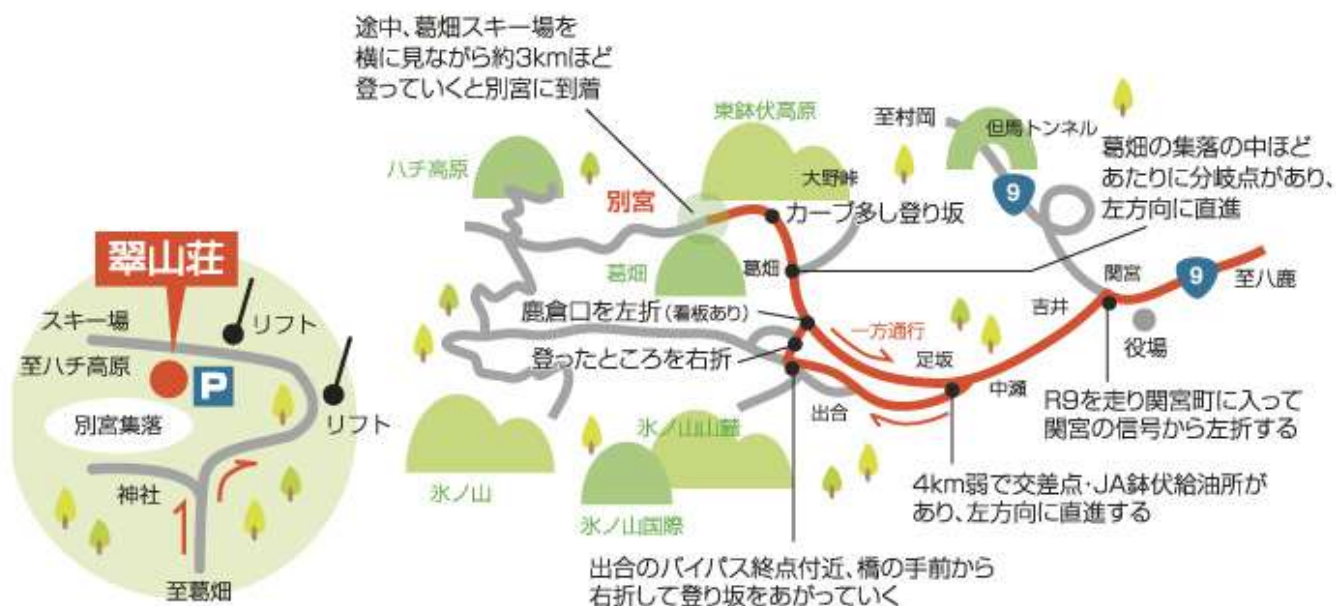 途中、葛畑スキー場を
横に見ながら約3kmほど
登っていくと別宮に到着
東鉢伏高原
至村岡
但馬トンネル
葛畑の集落の中ほど
あたりに分岐点があり、
左方向に直進
ハチ高原
大野峠
別宮
カーブ多し登り坂
9
葛畑
葛畑
関宮
9
至八鹿
吉井
鹿倉口を左折(看板あり)
一方通行
登ったところを右折
足坂
役場
中瀬
出合
R9を走り関宮町に入って
関宮の信号から左折する
氷ノ山山麓
氷ノ山
氷ノ山国際
4km弱で交差点・JA鉢伏給油所が
あり、左方向に直進する
出合のバイパス終点付近、橋の手前から
右折して登り坂をあがっていく
翠山荘
スキー場
リフト
至ハチ高原
P
別宮集落
リフト
神社
至葛畑